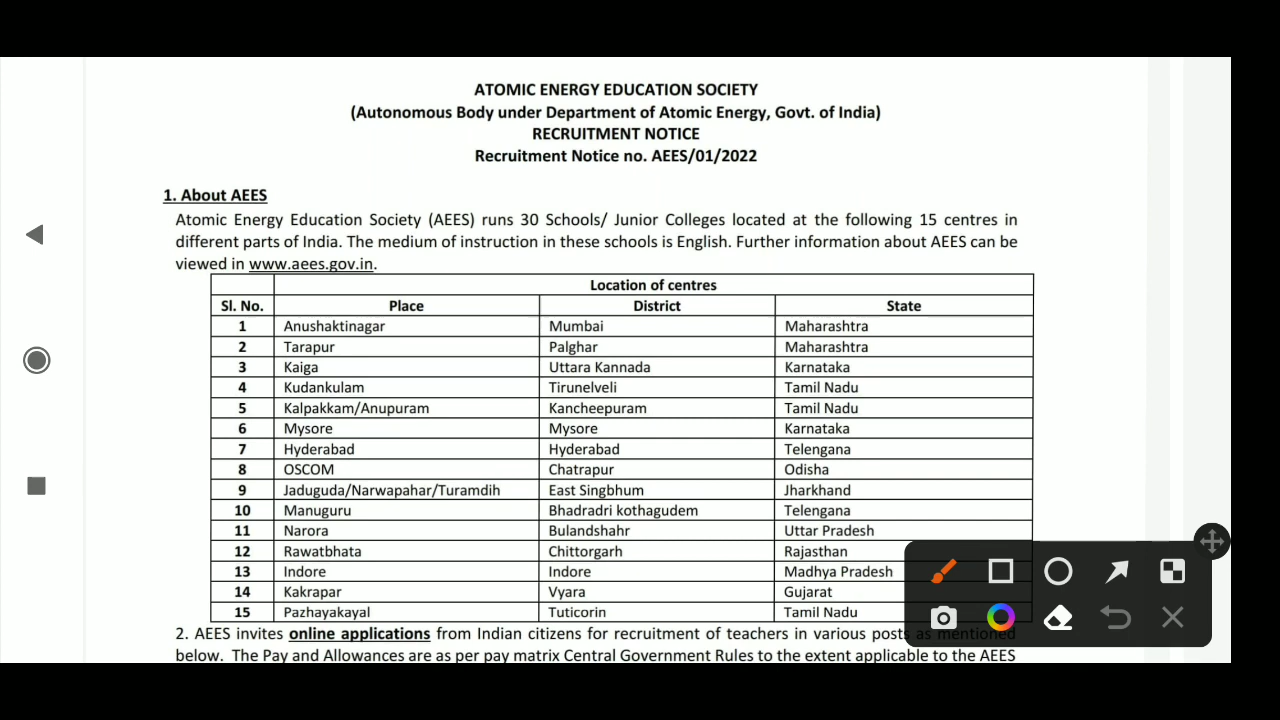 ATOMIC ENERGY EDUCATION SOCIETY
(Autonomous Body under Department of Atomic Energy, Govt. of India)
RECRUITMENT NOTICE
Recruitment Notice no. AEES/01/2022
1. About AEES
Atomic Energy Education Society (AEES) runs 30 Schools/ Junior Colleges located at the following 15 centres in
different parts of India. The medium of instruction in these schools is English. Further information about AEES can be
viewed in www.aees.gov.in.
Location of centres
Sl. No. Place District State
1 Anushaktinagar Mumbai Maharashtra
2 Tarapur Palghar Maharashtra
3 Kaiga Uttara Kannada Karnataka
4 Kudankulam Tirunelveli Tamil Nadu
5 Kalpakkam/Anupuram Kancheepuram Tamil Nadu
6 Mysore Mysore Karnataka
7 Hyderabad Hyderabad Telengana
8 OSCOM Chatrapur Odisha
9 Jaduguda/Narwapahar/Turamdih East Singbhum Jharkhand
10 Manuguru Bhadradri kothagudem Telengana
11 Narora Bulandshahr Uttar Pradesh
12 Rawatbhata Chittorgarh Rajasthan
13 Indore Indore Madhya Pradesh
14 Kakrapar Vyara Gujarat
15 Pazhayakayal Tuticorin Tamil Nadu
2. AEES invites online applications from Indian citizens for recruitment of teachers in various posts as mentioned
below. The Pay and Allowances are as per pay matrix Central Government Rules to the extent applicable to the AEES